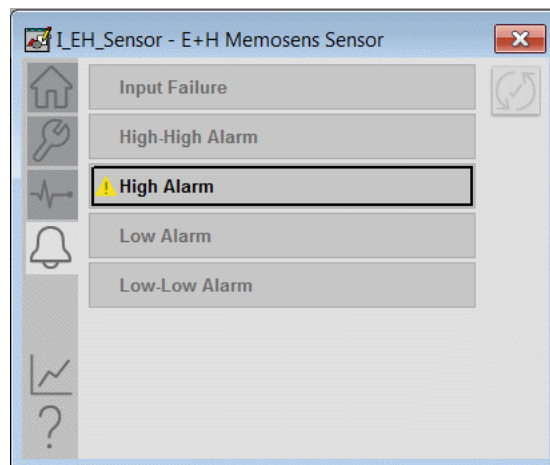 I_EH_Sensor - E+H Memosens Sensor
Input Failure
High-High Alarm
High Alarm
Low Alarm
Low-Low Alarm
?